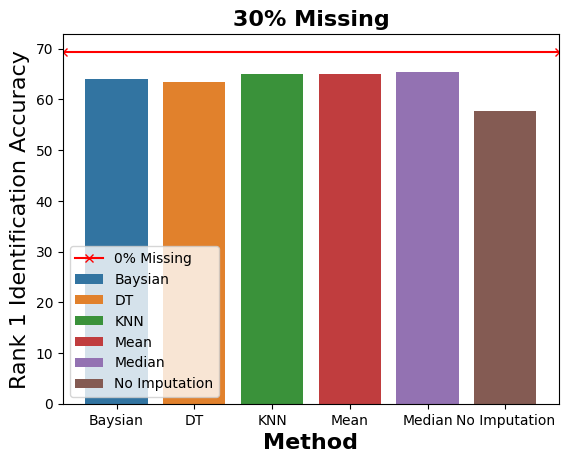 30% Missing
Rank 1 Identification Accuracy
70
60
50
40
30
20
10
0
0% Missing
Baysian
DT
KNN
Mean
Median
No Imputation
Baysian DT KNN Mean Median No Imputation
Method